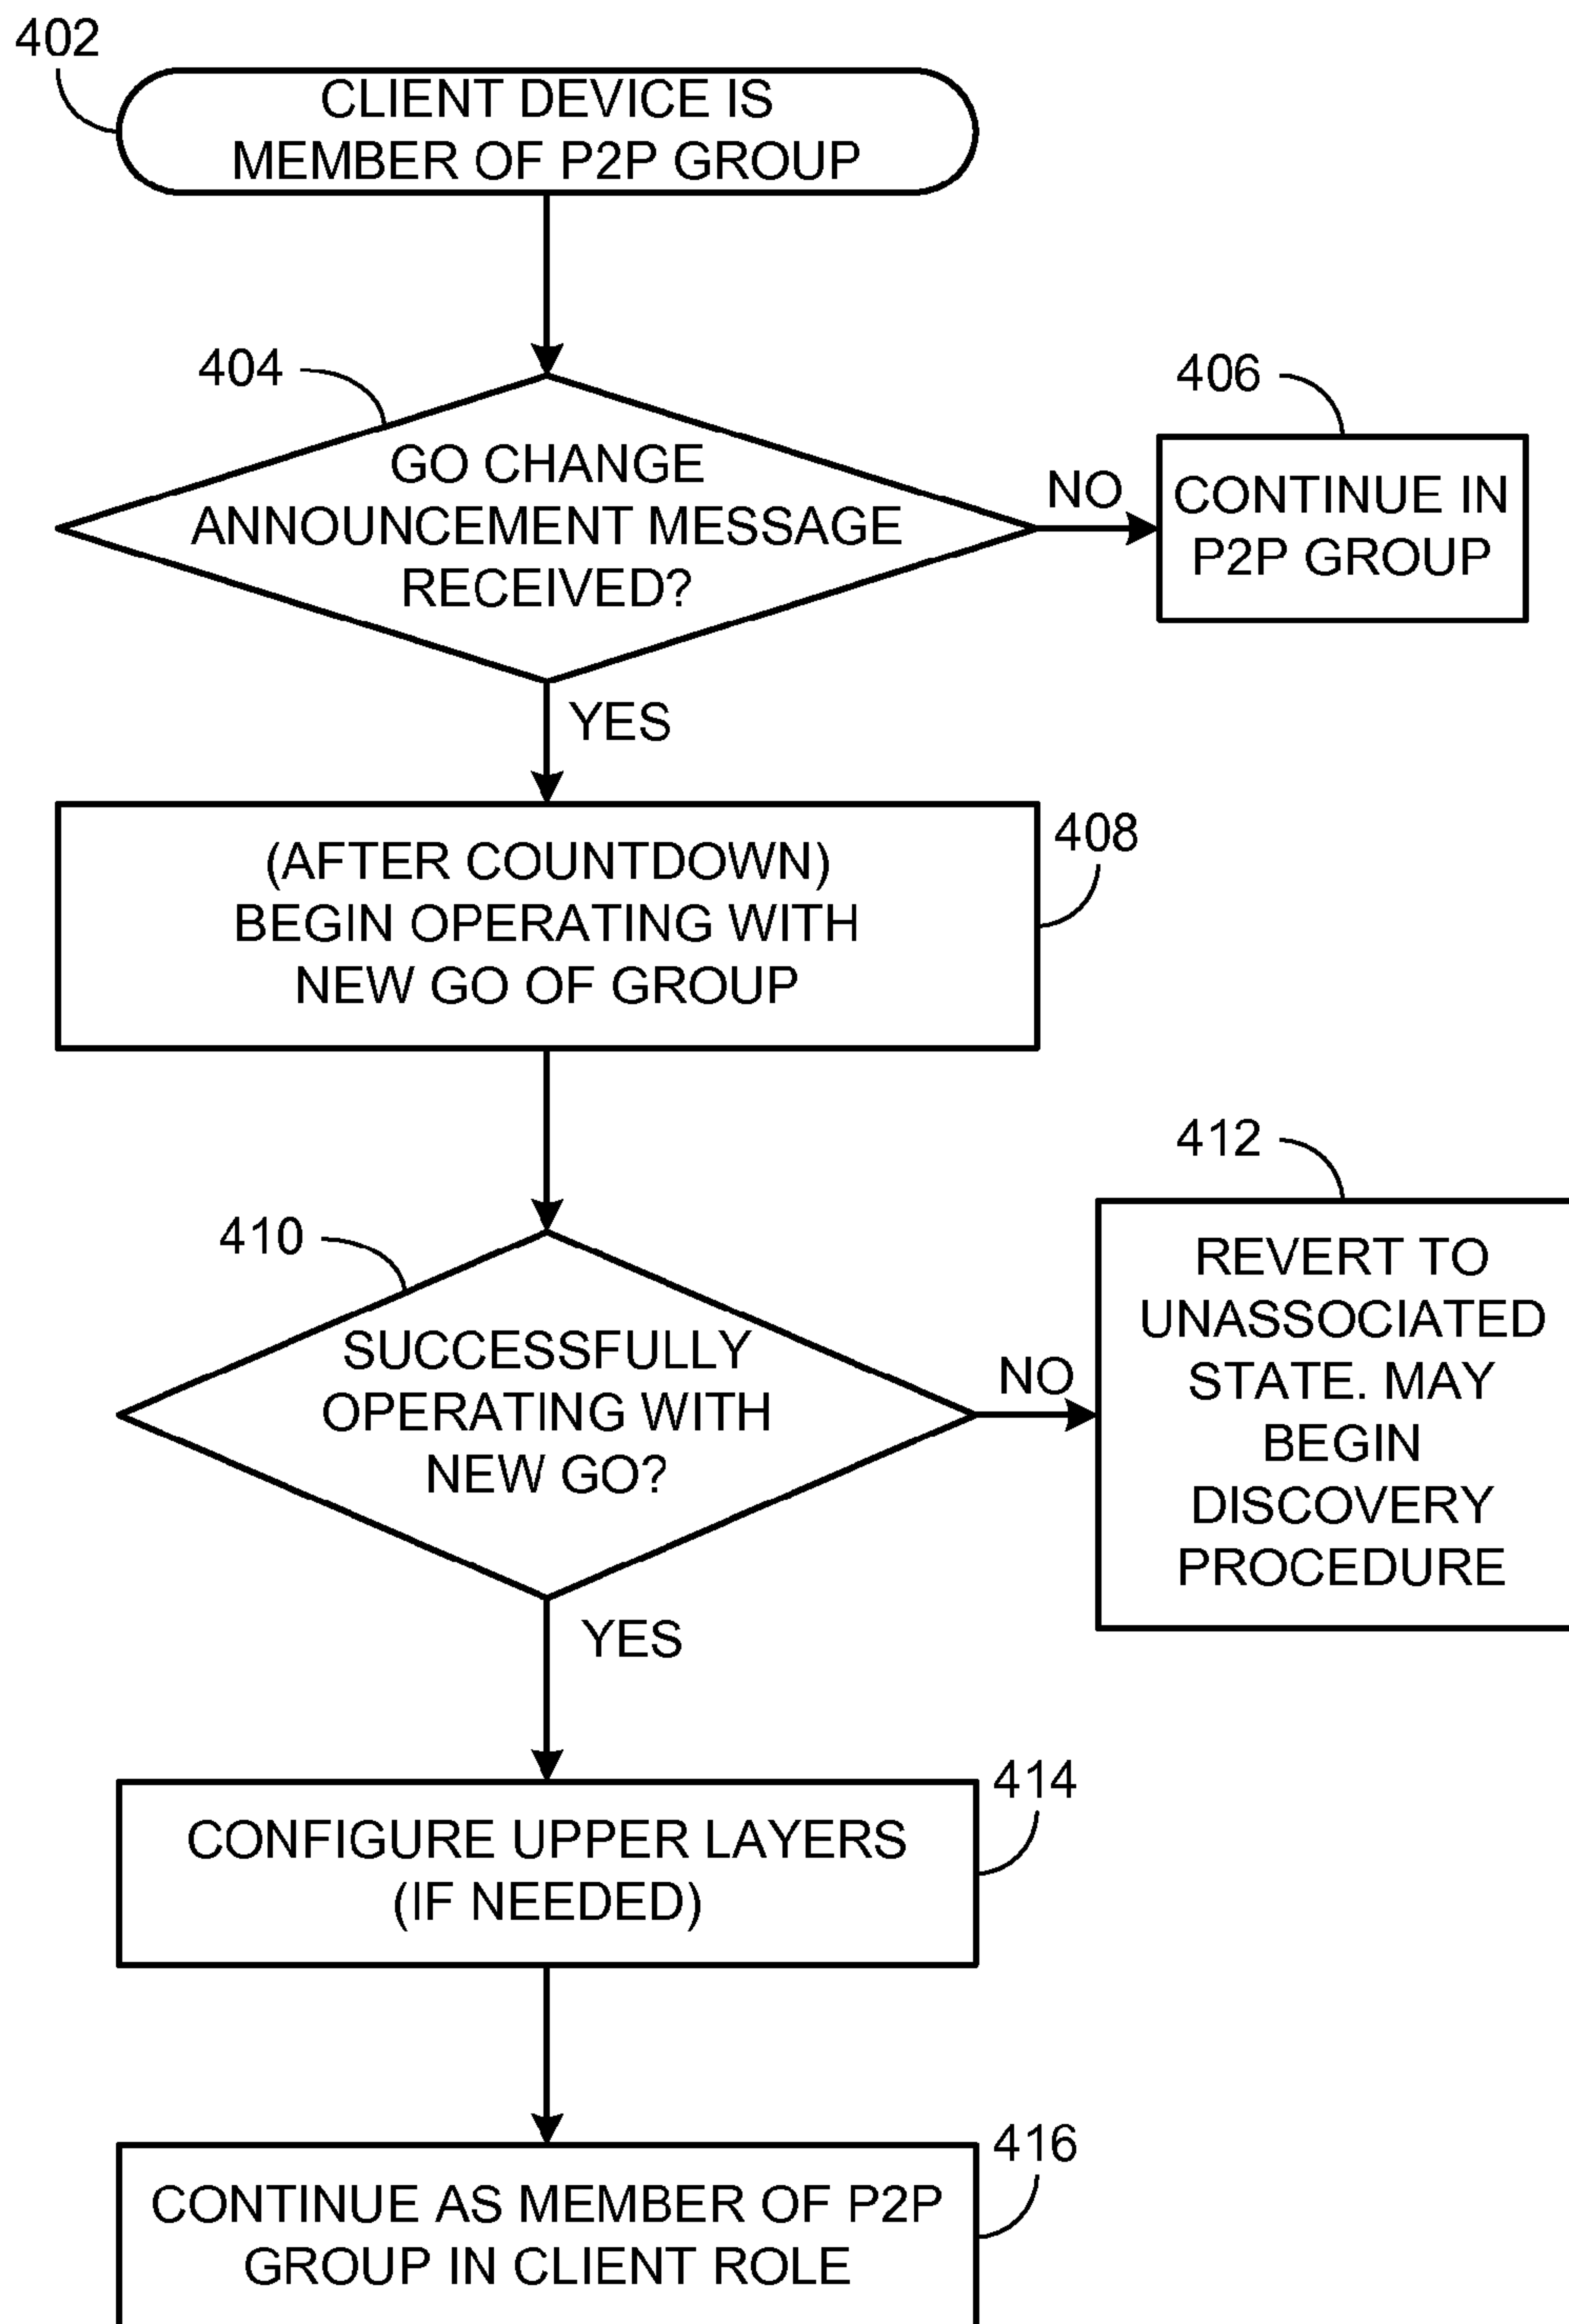 402
CLIENT DEVICE IS
MEMBER OF P2P GROUP
404
GO CHANGE
ANNOUNCEMENT MESSAGE
RECEIVED?
NO
406
CONTINUE IN
P2P GROUP
YES
(AFTER COUNTDOWN)
BEGIN OPERATING WITH
NEW GO OF GROUP
408
410
SUCCESSFULLY
OPERATING WITH
NEW GO?
NO
412
REVERT TO
UNASSOCIATED
STATE. MAY
BEGIN
DISCOVERY
PROCEDURE
YES
CONFIGURE UPPER LAYERS
(IF NEEDED)
414
CONTINUE AS MEMBER OF P2P
GROUP IN CLIENT ROLE
416